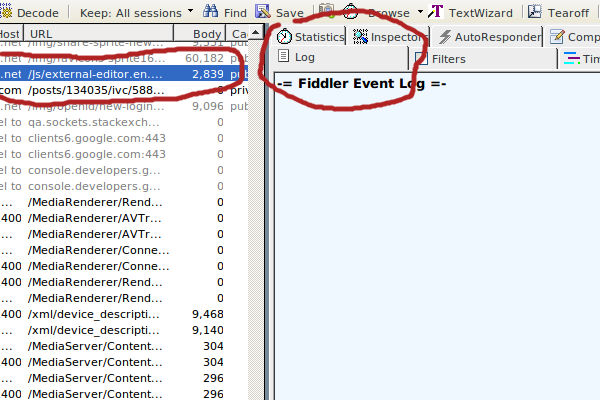 Decode Keep: All sessions Find Save Browse TextWizard Tearoff
Host URL Body Ca
/img/share-sprite-new... 9,351 pub
.net /img/favicons-sprite16... 60,182 pub
.net /Js/external-editor.en.... 2,839 pub
.com /posts/134035/ivc/588... 0 priv
.net /img/openid/new-login... 9,096 pub
el to qa.sockets.stackexch... 0
el to clients6.google.com:443 0
el to clients6.google.com:443 0
el to console.developers.g... 0
el to console.developers.g... 0
... /MediaRenderer/Rend... 0
400 /MediaRenderer/AVTr... 0
... /MediaRenderer/AVTr... 0
... /MediaRenderer/Conne... 0
400 /MediaRenderer/Conne... 0
400 /MediaRenderer/Rend... 0
... /MediaRenderer/Rend... 0
... /xml/device_descripti... 9,468
... /xml/device_descripti... 9,140
... /MediaServer/Content... 304
400 /MediaServer/Content... 304
... /MediaServer/Content... 296
400 /MediaServer/Content... 296
Statistics Inspectors AutoResponder Compo
Log Filters Tim
-= Fiddler Event Log =-